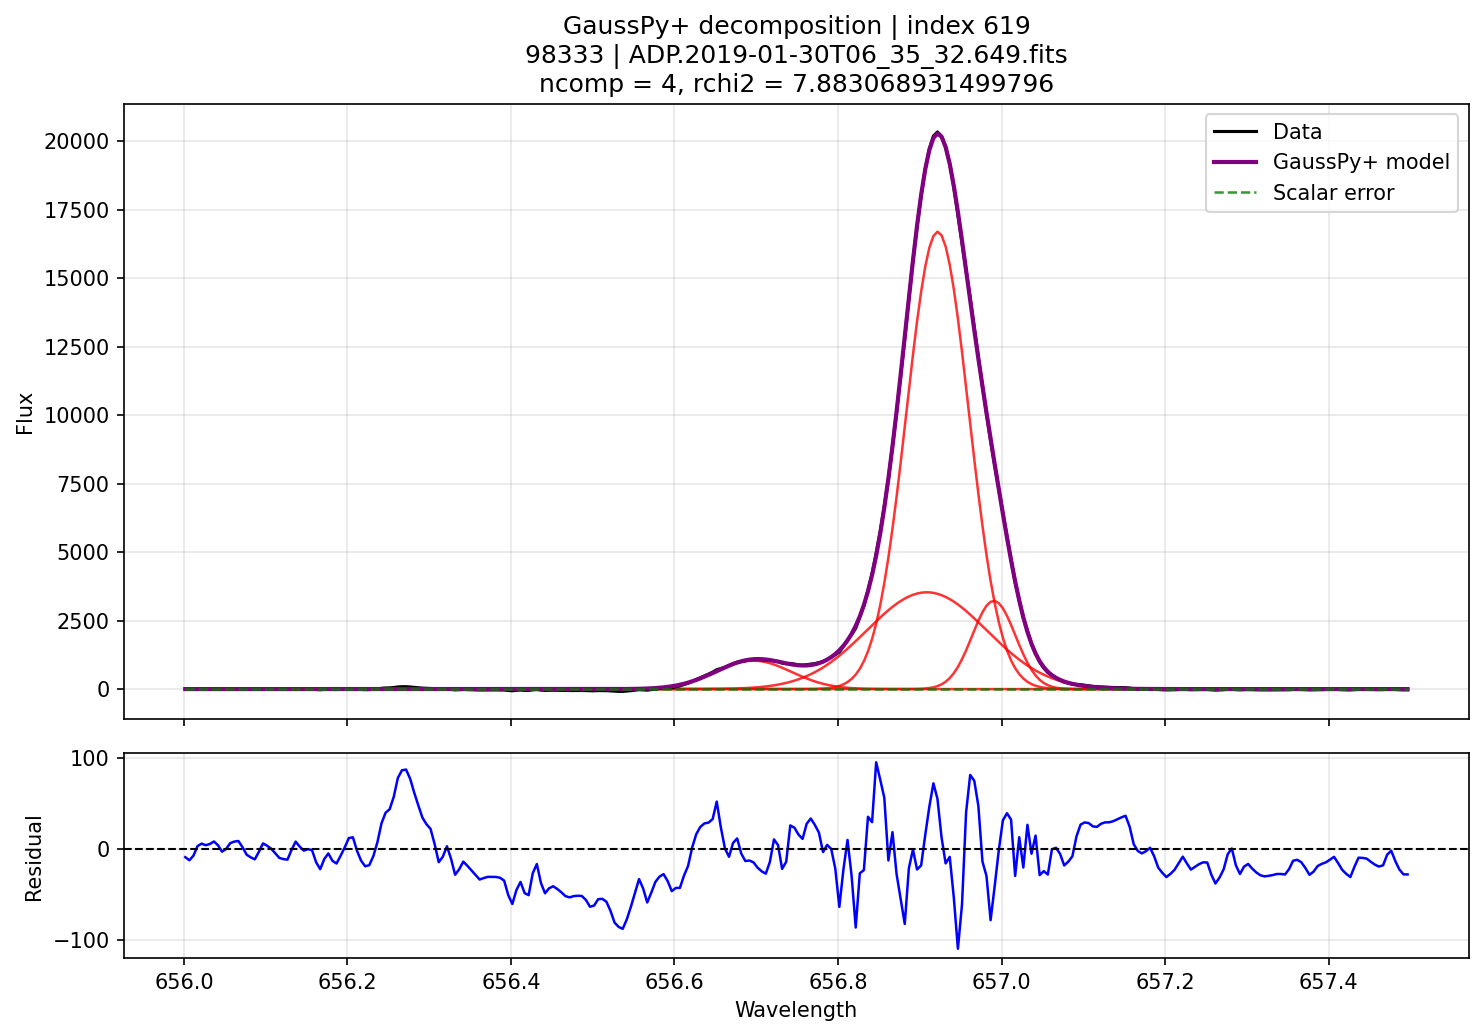 GaussPy+ decomposition | index 619
98333 | ADP.2019-01-30T06_35_32.649.fits
ncomp = 4, rchi2 = 7.883068931499796
Data
GaussPy+ model
Scalar error
20000
17500
15000
12500
10000
7500
5000
2500
0
Flux
100
0
−100
Residual
656.0 656.2 656.4 656.6 656.8 657.0 657.2 657.4
Wavelength